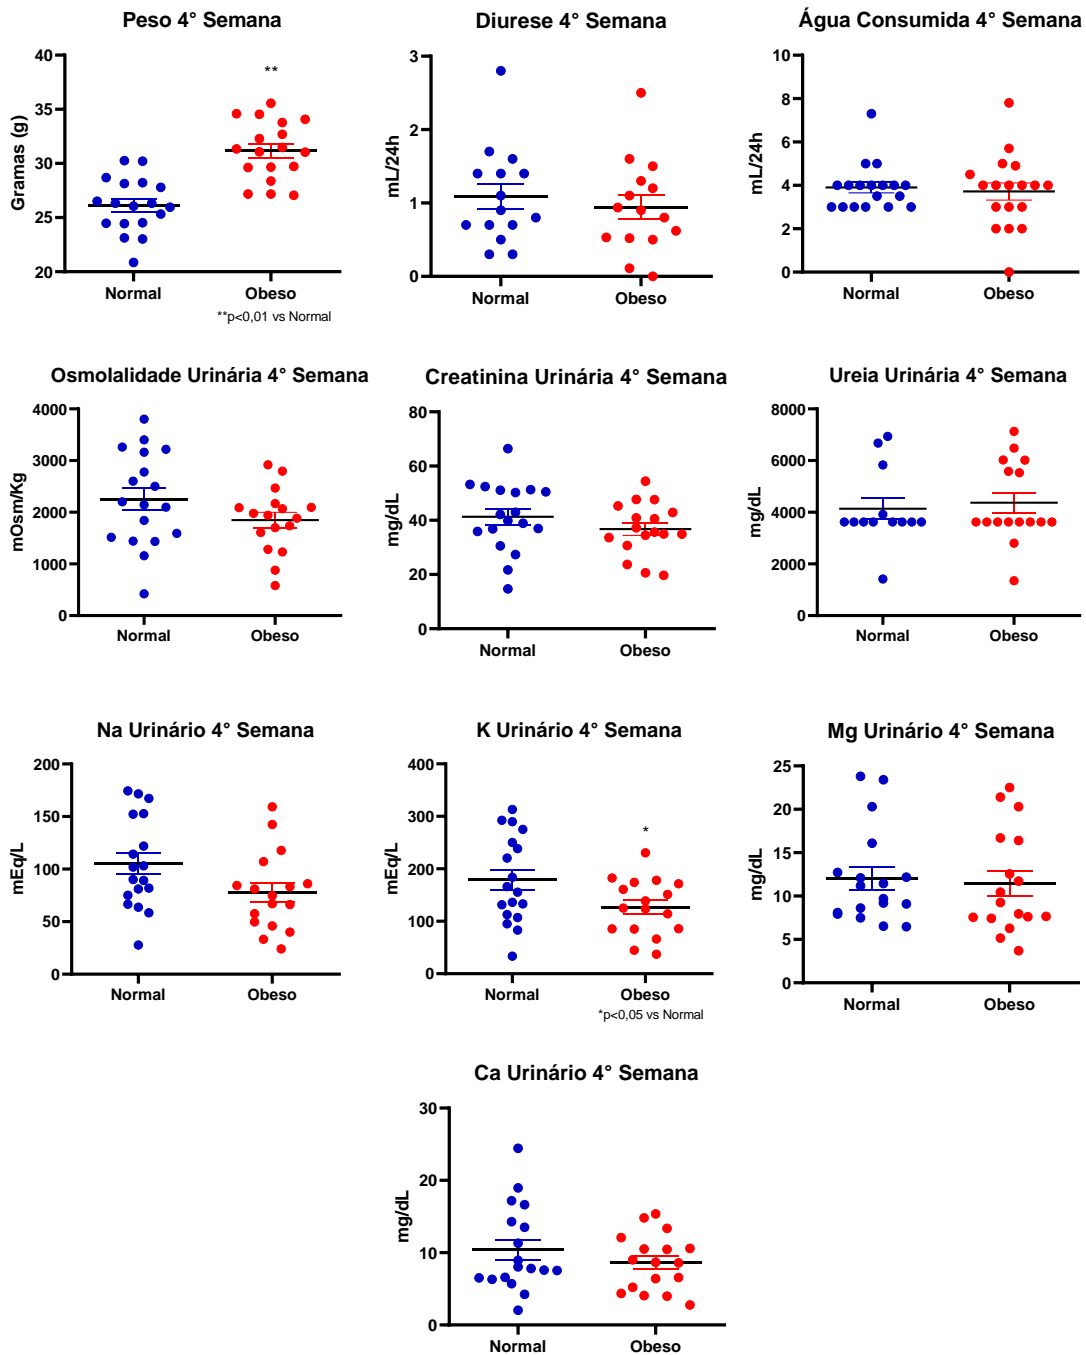 Peso 4° Semana
Gramas (g)
40
35
30
25
20
**
Normal
Obeso
**p<0,01 vs Normal
Diurese 4° Semana
mL/24h
3
2
1
0
Normal
Obeso
Água Consumida 4° Semana
mL/24h
10
8
6
4
2
0
Normal
Obeso
Osmolalidade Urinária 4° Semana
mOsm/Kg
4000
3000
2000
1000
0
Normal
Obeso
Creatinina Urinária 4° Semana
mg/dL
80
60
40
20
0
Normal
Obeso
Ureia Urinária 4° Semana
mg/dL
8000
6000
4000
2000
0
Normal
Obeso
Na Urinário 4° Semana
mEq/L
200
150
100
50
0
Normal
Obeso
K Urinário 4° Semana
mEq/L
400
300
200
100
0
*
Normal
Obeso
*p<0,05 vs Normal
Mg Urinário 4° Semana
mg/dL
25
20
15
10
5
0
Normal
Obeso
Ca Urinário 4° Semana
mg/dL
30
20
10
0
Normal
Obeso